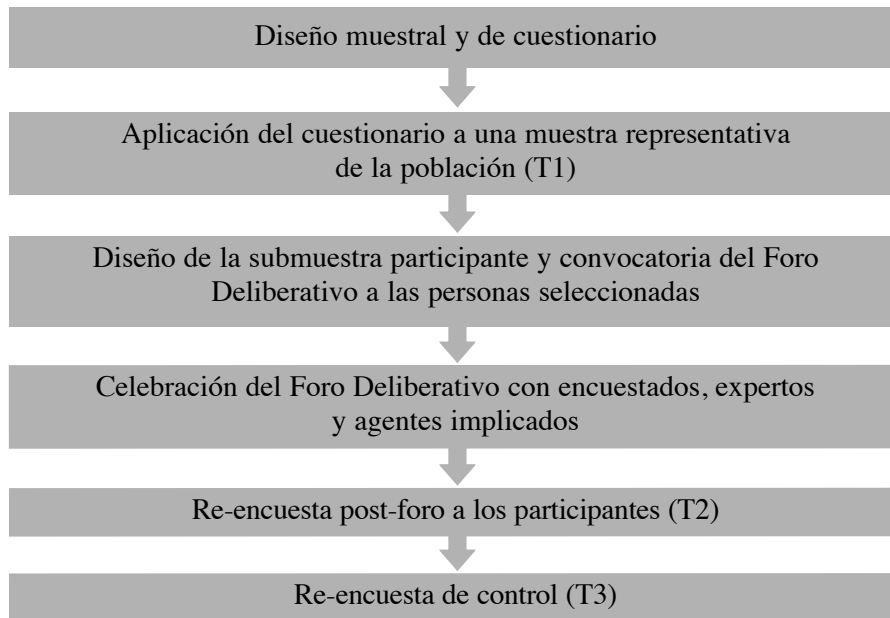 Diseño muestral y de cuestionario
Aplicación del cuestionario a una muestra representativa
de la población (T1)
Diseño de la submuestra participante y convocatoria del Foro
Deliberativo a las personas seleccionadas
Celebración del Foro Deliberativo con encuestados, expertos
y agentes implicados
Re-encuesta post-foro a los participantes (T2)
Re-encuesta de control (T3)